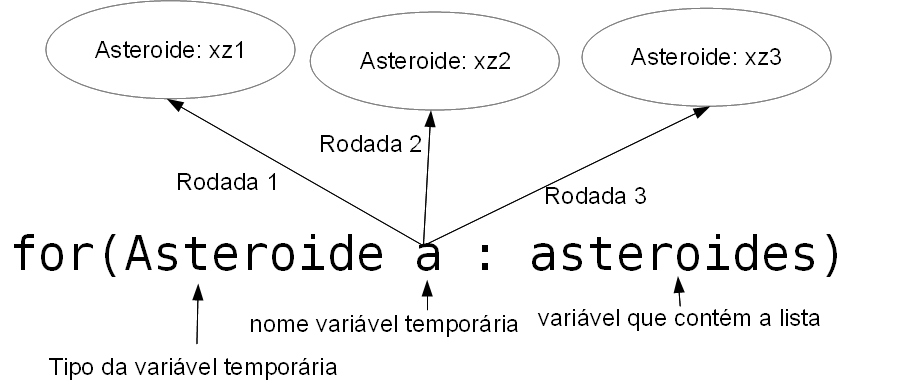 Asteroide: xz1
Asteroide: xz2
Asteroide: xz3
Rodada 1
Rodada 2
Rodada 3
for(Asteroide a : asteroides)
Tipo da variável temporária
nome variável temporária
variável que contém a lista